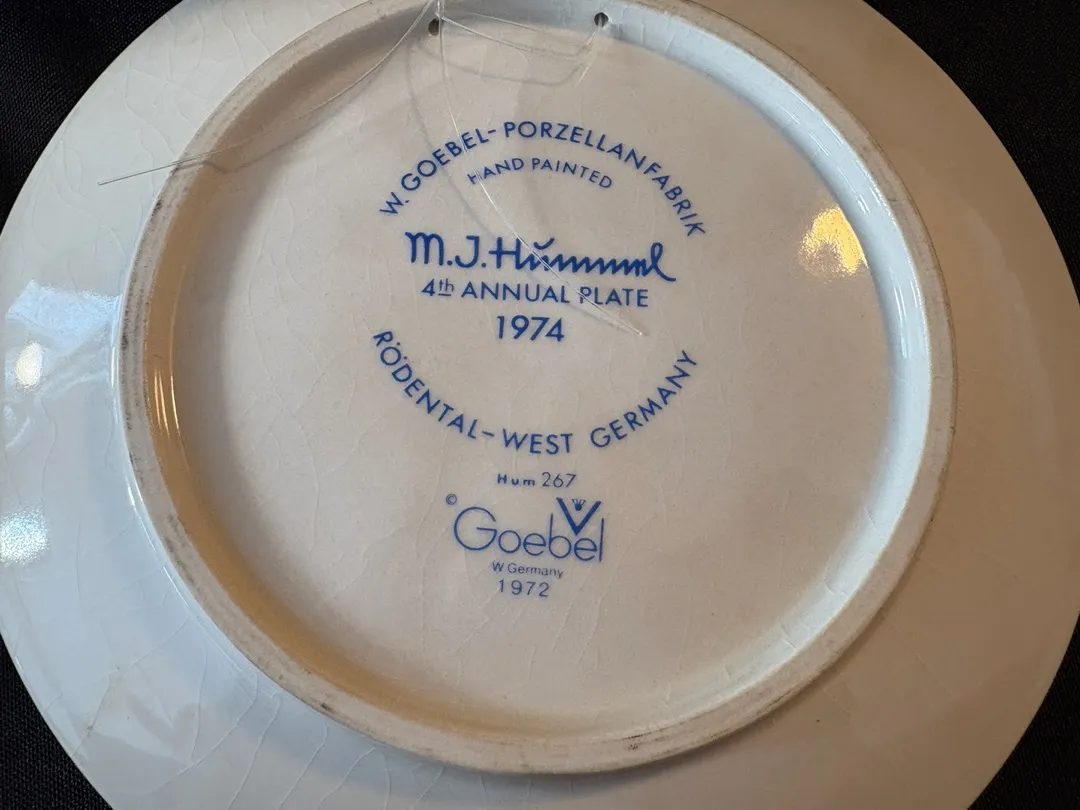 W. GOEBEL-PORZELLANFABRIK
HAND PAINTED
M.J.Hummel
4th ANNUAL PLATE
1974
RÖDENTAL-WEST GERMANY
Hum 267
© Goebel
W Germany
1972